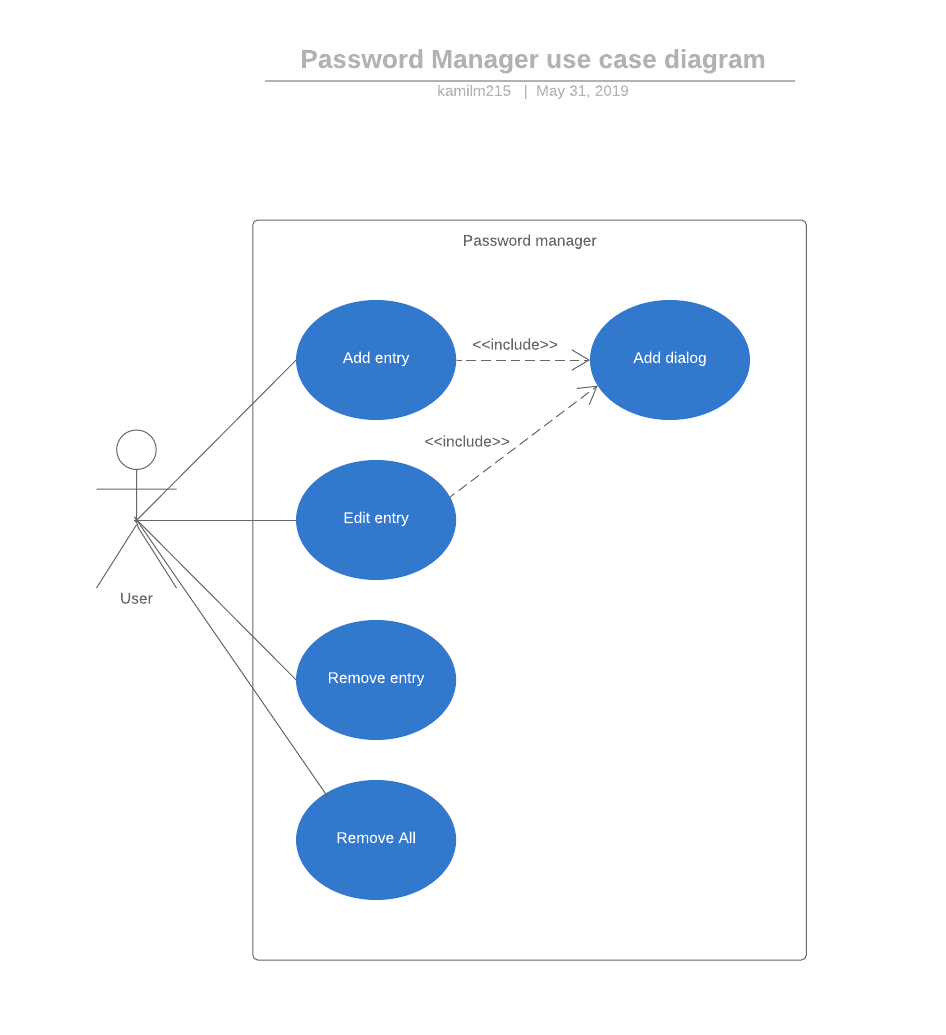 Password Manager use case diagram
kamilm215 | May 31, 2019
Password manager
Add entry
<<include>>
Add dialog
<<include>>
Edit entry
User
Remove entry
Remove All